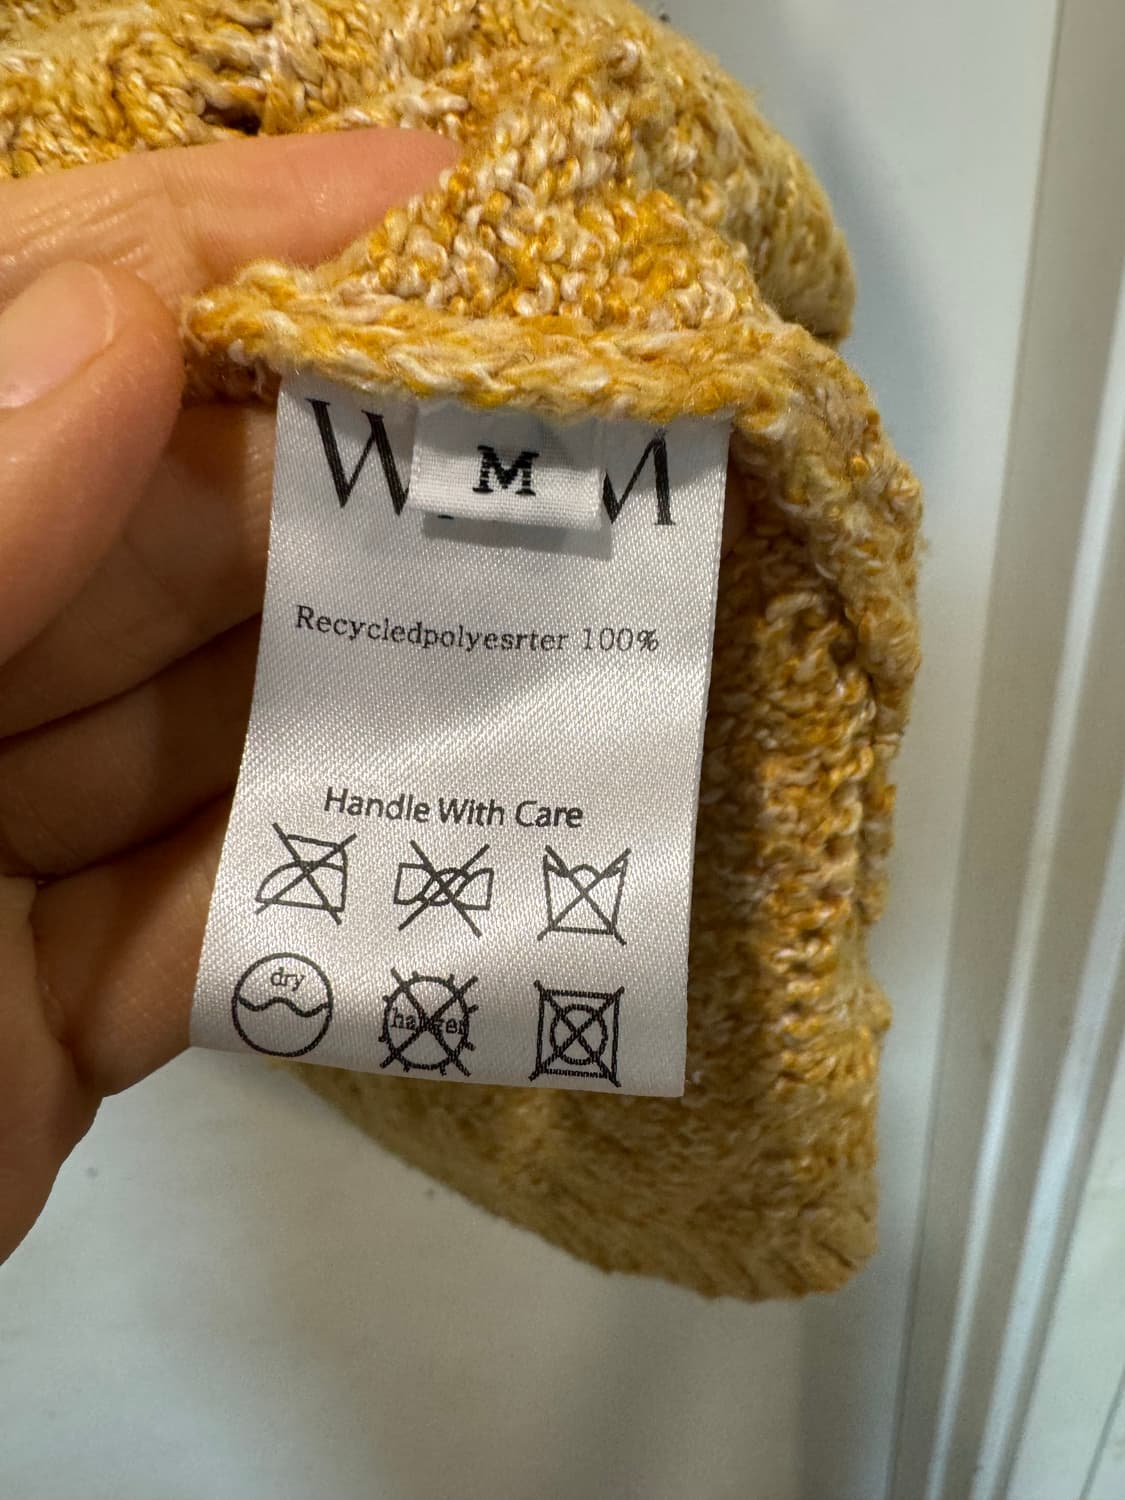 M
Recycledpolyesrter 100%
Handle With Care
dry
hanger